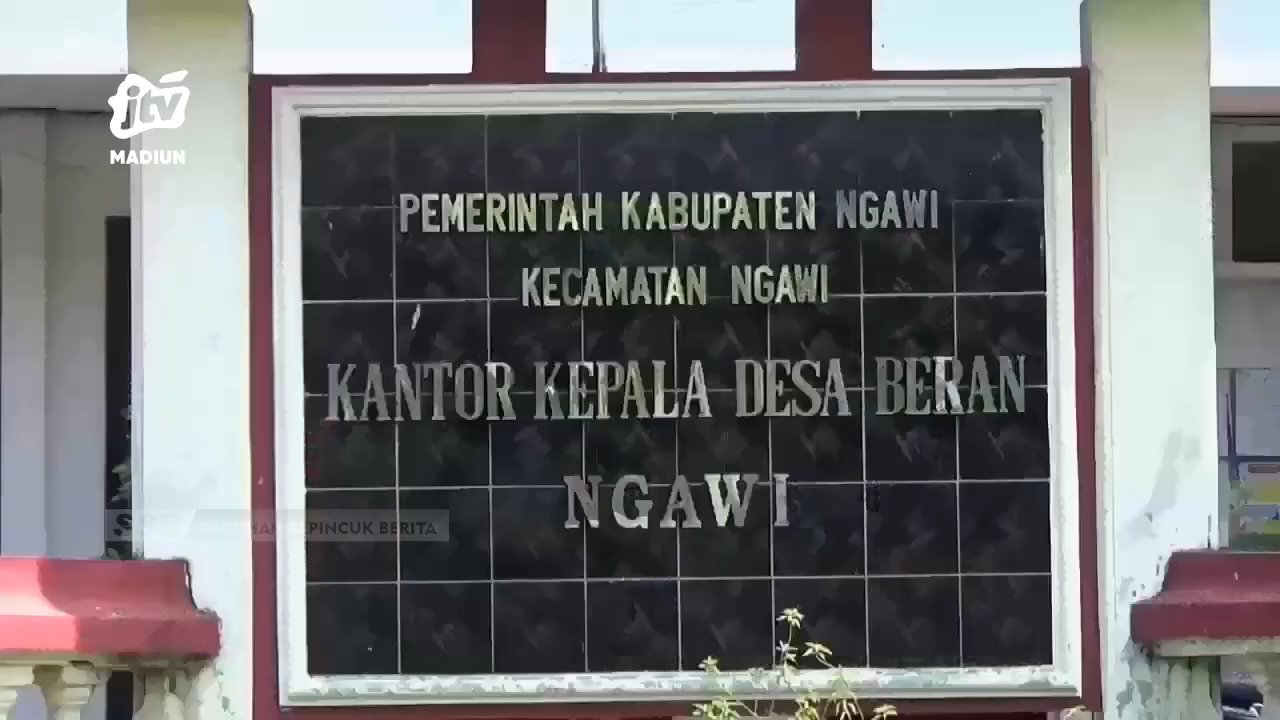 jtv
MADIUN
PEMERINTAH KABUPATEN NGAWI
KECAMATAN NGAWI
KANTOR KEPALA DESA BERAN
NGAWI
PINCUK BERITA